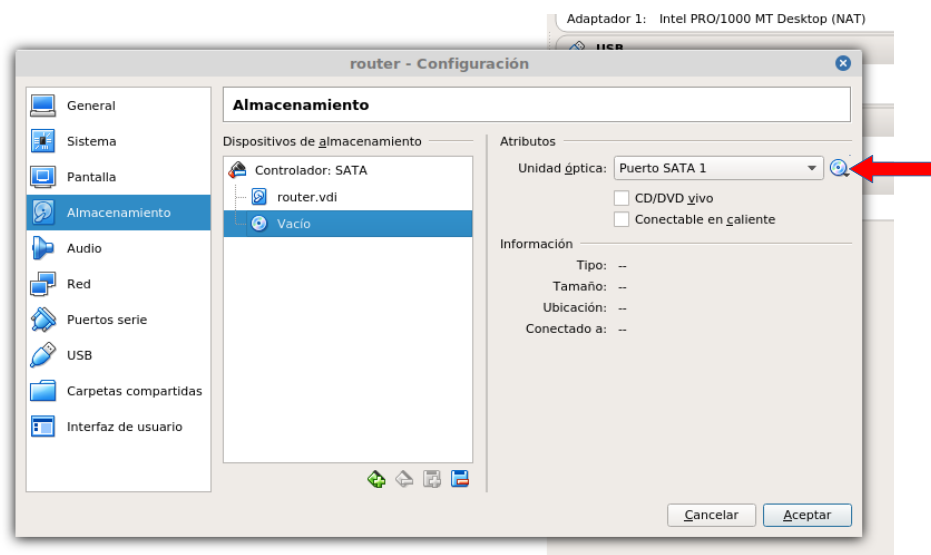 Adaptador 1: Intel PRO/1000 MT Desktop (NAT)
USB
router - Configuración
General
Sistema
Pantalla
Almacenamiento
Audio
Red
Puertos serie
USB
Carpetas compartidas
Interfaz de usuario
Almacenamiento
Dispositivos de almacenamiento
Controlador: SATA
router.vdi
Vacío
Atributos
Unidad óptica: Puerto SATA 1
CD/DVD vivo
Conectable en caliente
Información
Tipo: --
Tamaño: --
Ubicación: --
Conectado a: --
Cancelar Aceptar